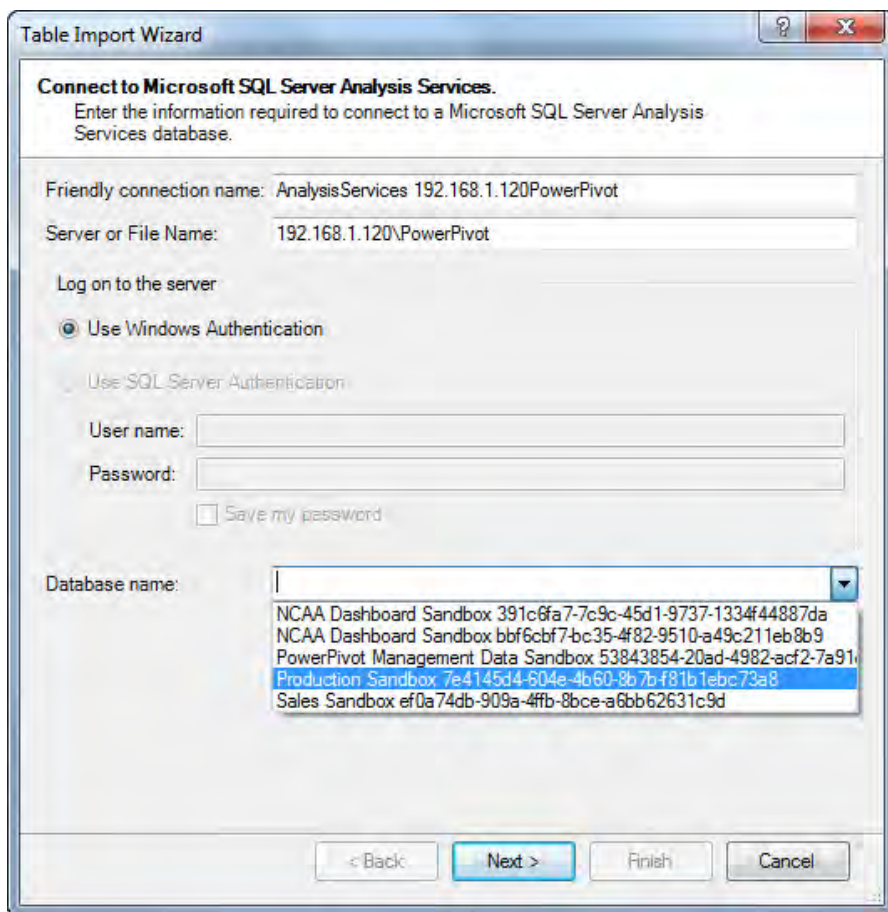 Table Import Wizard
Connect to Microsoft SQL Server Analysis Services.
Enter the information required to connect to a Microsoft SQL Server Analysis
Services database.
Friendly connection name: AnalysisServices 192.168.1.120PowerPivot
Server or File Name: 192.168.1.120\PowerPivot
Log on to the server
Use Windows Authentication
Use SQL Server Authentication
User name:
Password:
Save my password
Database name:
NCAA Dashboard Sandbox 391c6fa7-7c9c-45d1-9737-1334f44887da
NCAA Dashboard Sandbox bbf6cbf7-bc35-4f82-9510-a49c211eb8b9
PowerPivot Management Data Sandbox 53843854-20ad-4982-acf2-7a91
Production Sandbox 7e4145d4-604e-4b60-8b7b-f81b1ebc73a8
Sales Sandbox ef0a74db-909a-4ffb-8bce-a6bb62631c9d
< Back Next > Finish Cancel